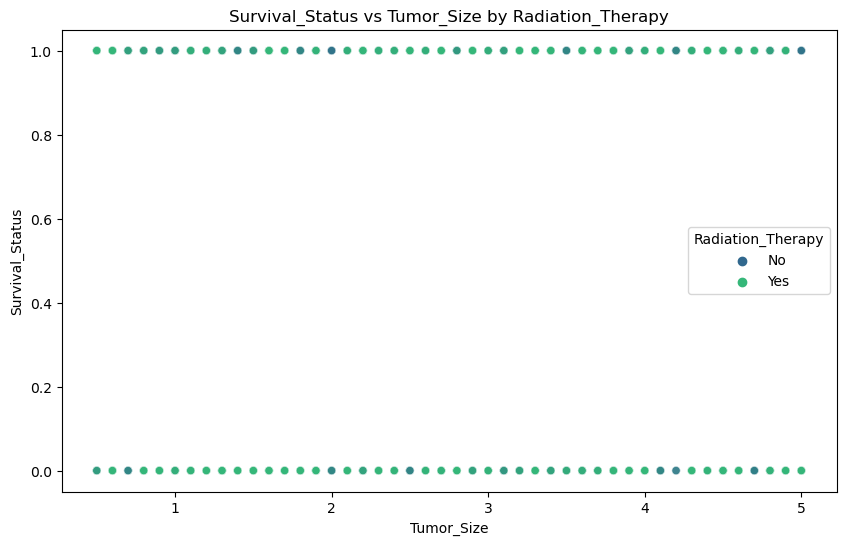 Survival_Status vs Tumor_Size by Radiation_Therapy
1.0
0.8
0.6
0.4
0.2
0.0
Survival_Status
Radiation_Therapy
No
Yes
1
2
3
4
5
Tumor_Size